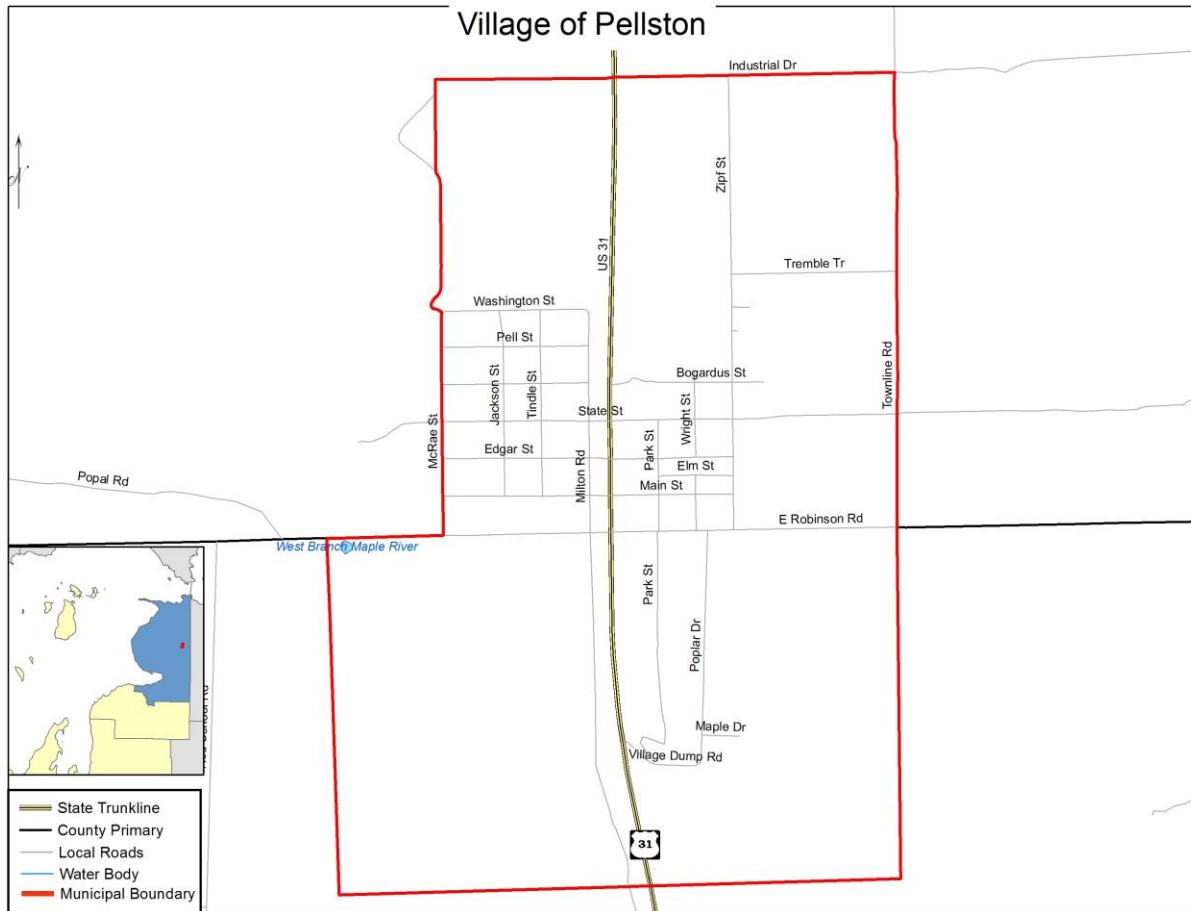 Village of Pellston
Industrial Dr
Zipf St
US 31
Tremble Tr
Washington St
Pell St
Jackson St
Tindle St
Bogardus St
Townline Rd
State St
Wright St
McRae St
Park St
Edgar St
Milton Rd
Elm St
Main St
Popal Rd
E Robinson Rd
West Branch Maple River
Park St
Poplar Dr
Maple Dr
Village Dump Rd
31
State Trunkline
County Primary
Local Roads
Water Body
Municipal Boundary